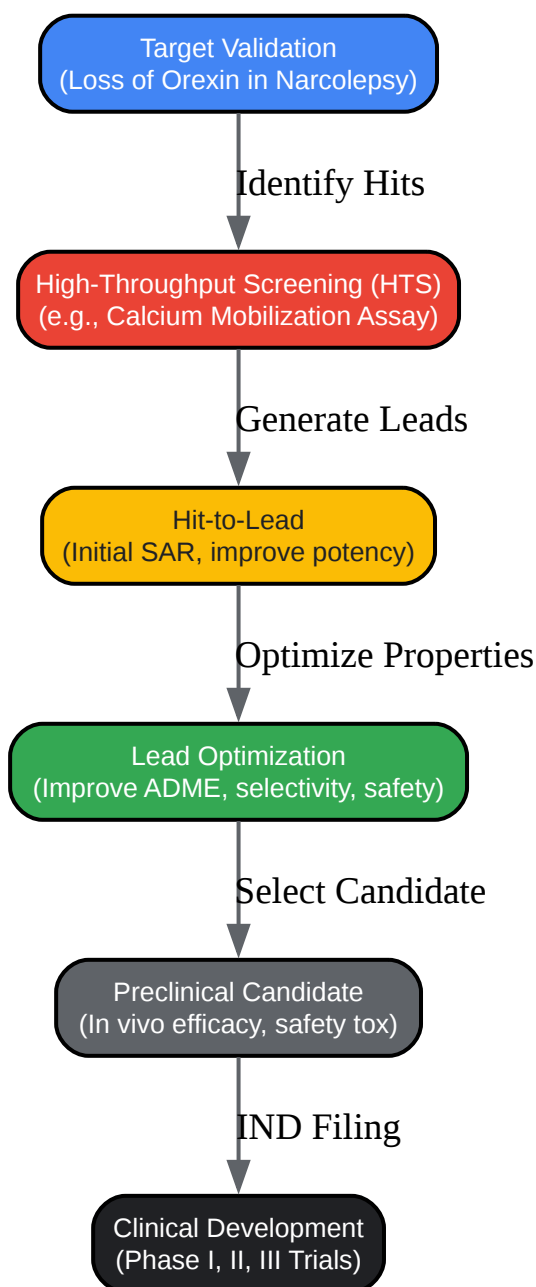 Target Validation
(Loss of Orexin in Narcolepsy)
Identify Hits
High-Throughput Screening (HTS)
(e.g., Calcium Mobilization Assay)
Generate Leads
Hit-to-Lead
(Initial SAR, improve potency)
Optimize Properties
Lead Optimization
(Improve ADME, selectivity, safety)
Select Candidate
Preclinical Candidate
(In vivo efficacy, safety tox)
IND Filing
Clinical Development
(Phase I, II, III Trials)